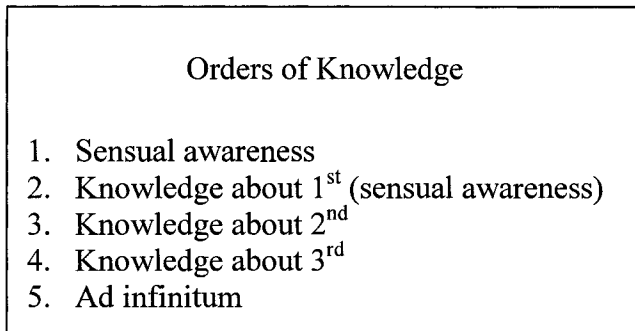 Orders of Knowledge
1. Sensual awareness
2. Knowledge about 1st (sensual awareness)
3. Knowledge about 2nd
4. Knowledge about 3rd
5. Ad infinitum